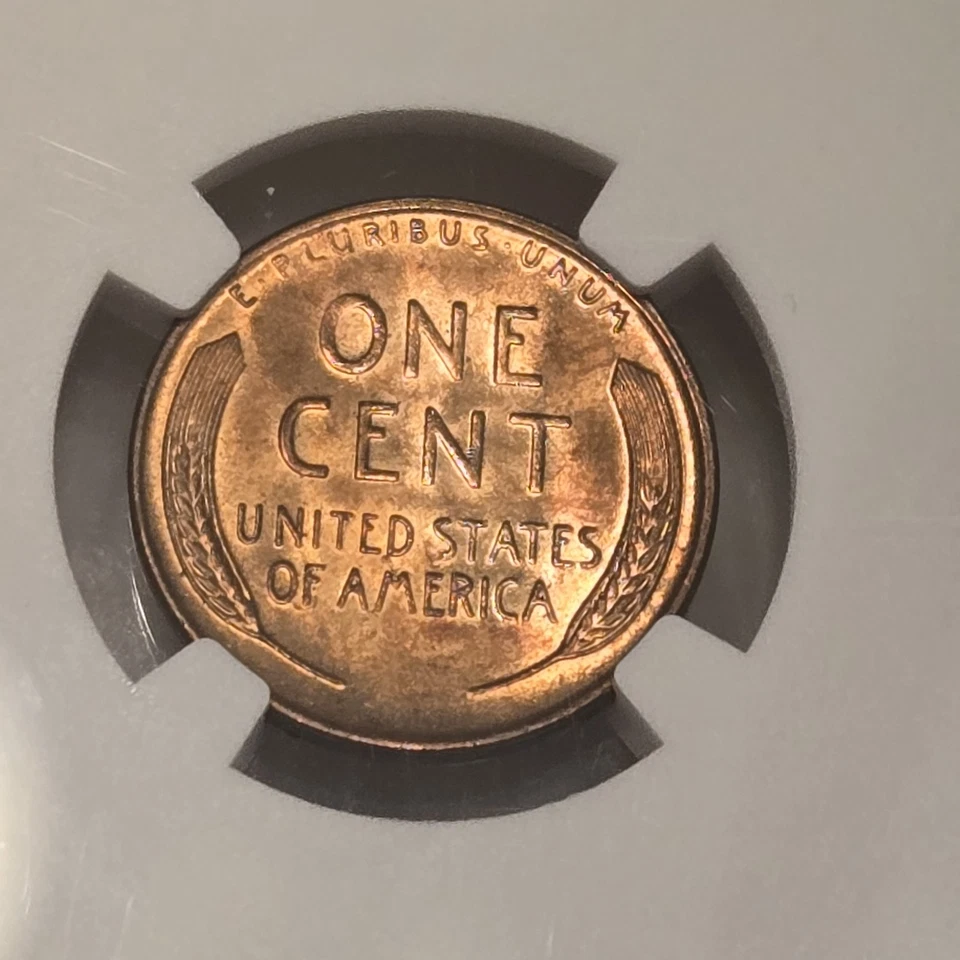 E · PLURIBUS · UNUM
ONE
CENT
UNITED STATES
OF AMERICA